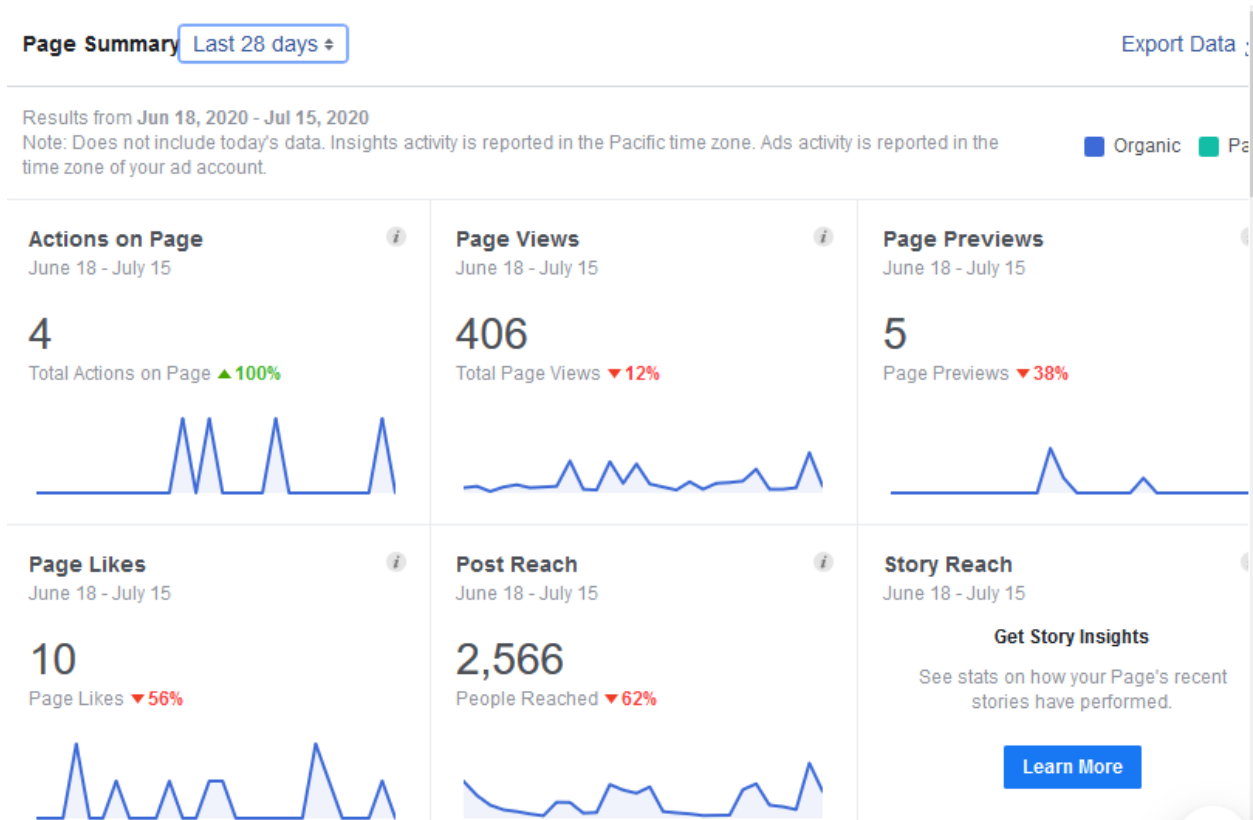 Page Summary Last 28 days
Export Data
Results from Jun 18, 2020 - Jul 15, 2020
Note: Does not include today's data. Insights activity is reported in the Pacific time zone. Ads activity is reported in the
time zone of your ad account.
Organic
Actions on Page
June 18 - July 15
4
Total Actions on Page ▲100%
Page Views
June 18 - July 15
406
Total Page Views ▼12%
Page Previews
June 18 - July 15
5
Page Previews ▼38%
Page Likes
June 18 - July 15
10
Page Likes ▼56%
Post Reach
June 18 - July 15
2,566
People Reached ▼62%
Story Reach
June 18 - July 15
Get Story Insights
See stats on how your Page's recent
stories have performed.
Learn More